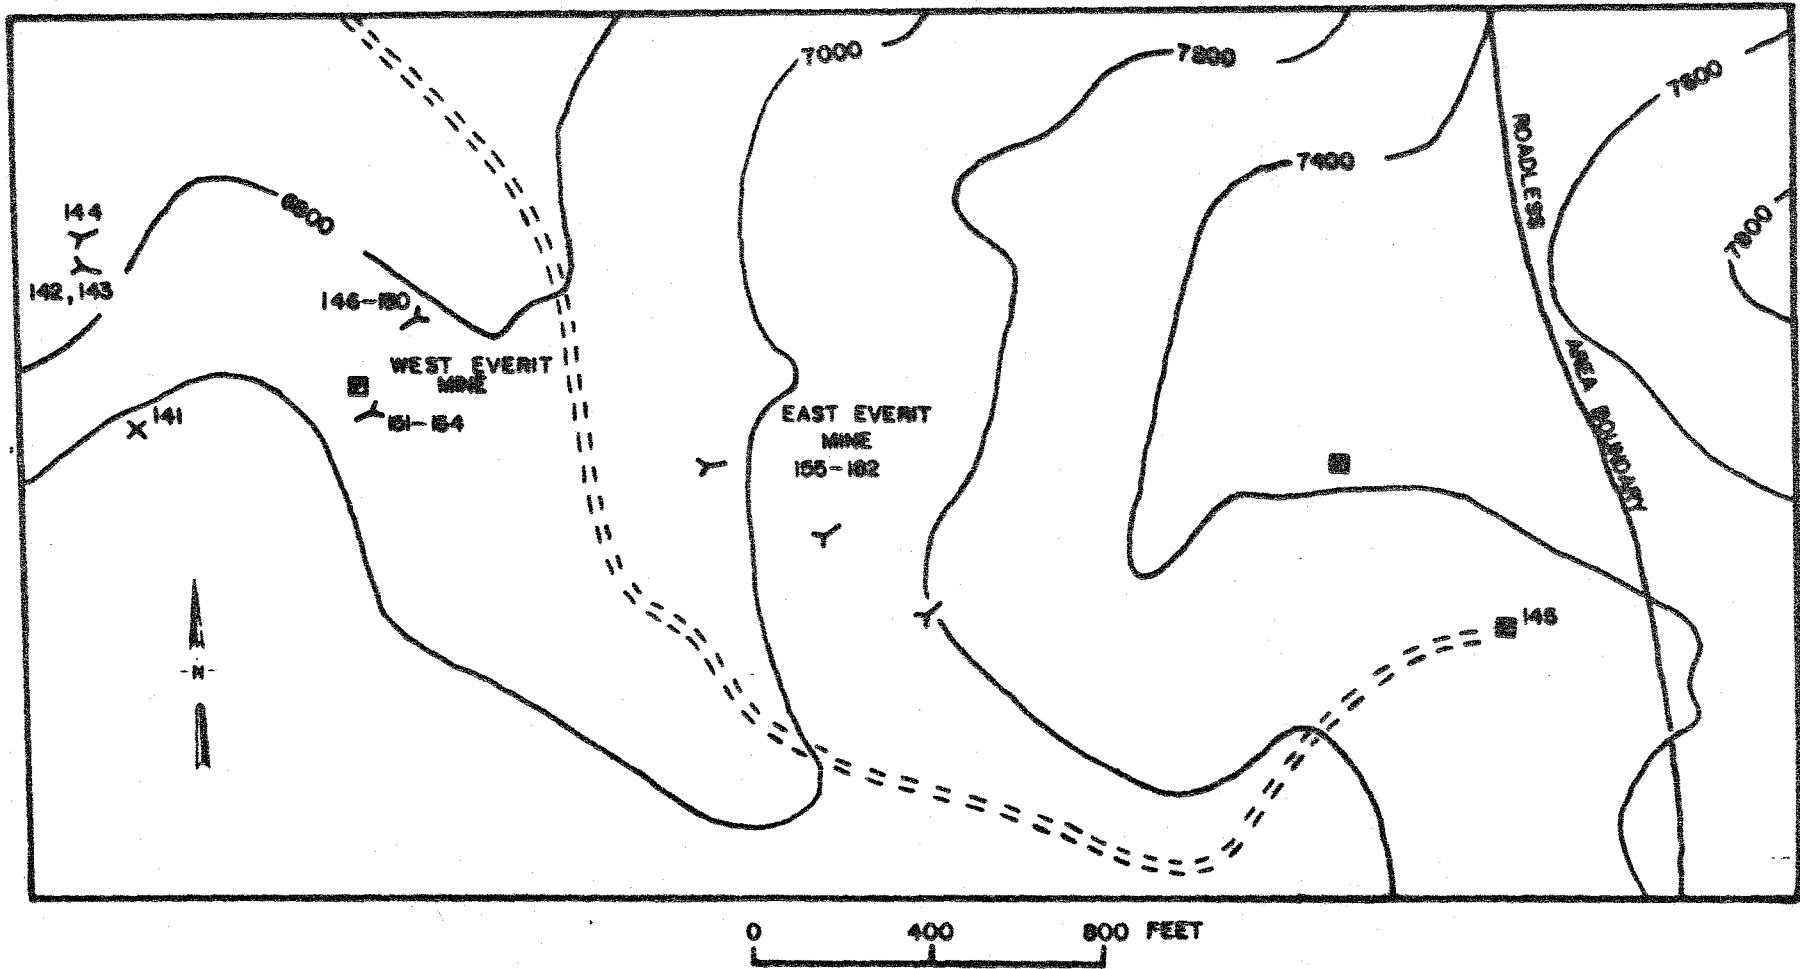 7000
7200
7600
ROADLESS
7400
6800
7800
144
142, 143
146-150
WEST EVERIT
MINE
AREA BOUNDARY
141
151-154
EAST EVERIT
MINE
155-162
145
-N-
0 400 800 FEET